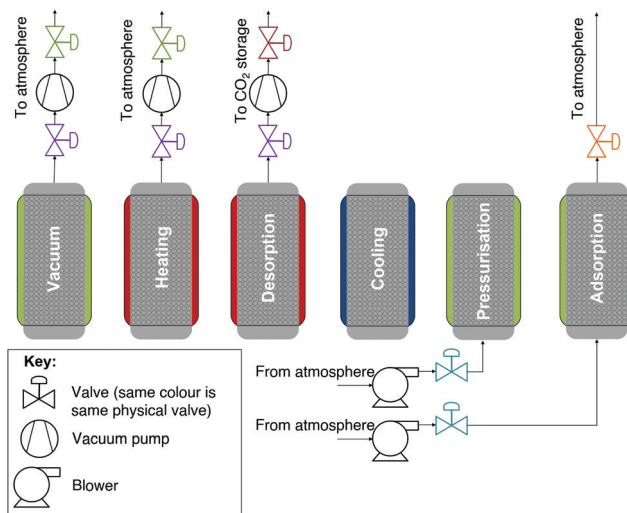 To atmosphere
To atmosphere
To CO₂ storage
To atmosphere
Vacuum
Heating
Desorption
Cooling
Pressurisation
Adsorption
From atmosphere
From atmosphere
Key:
Valve (same colour is
same physical valve)
Vacuum pump
Blower